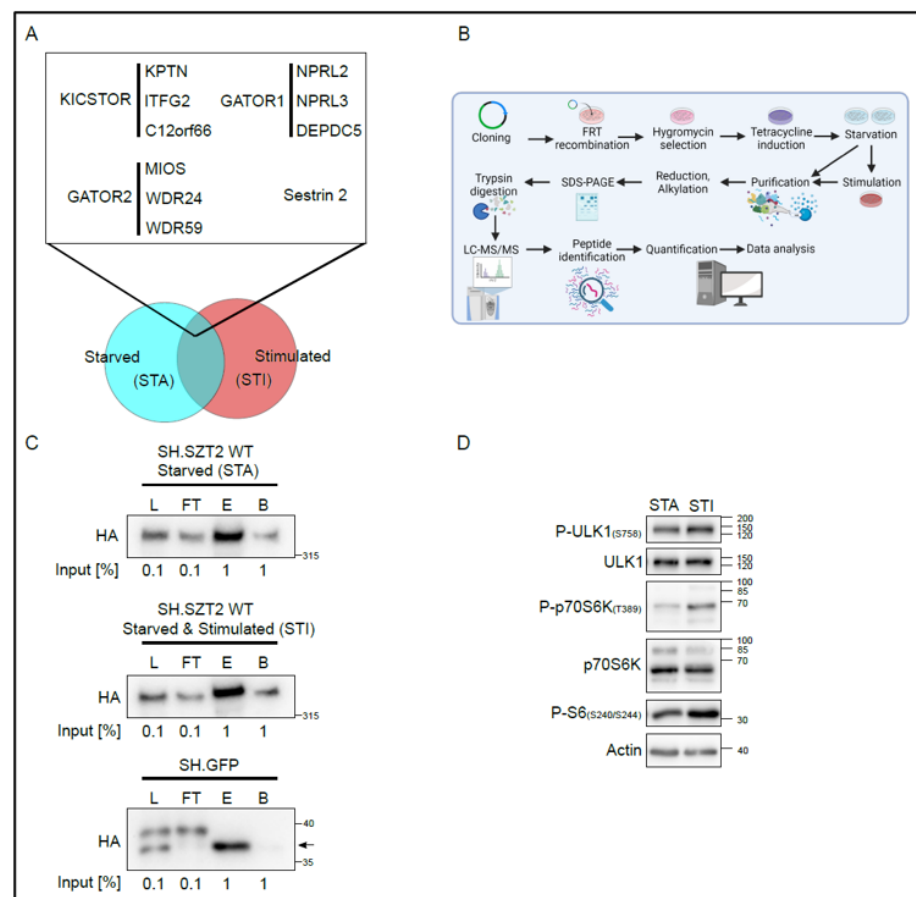 A
KICSTOR
KPTN
ITFG2
C12orf66
GATOR1
NPRL2
NPRL3
DEPDC5
GATOR2
MIOS
WDR24
WDR59
Sestrin 2
Starved
(STA)
Stimulated
(STI)
B
Cloning
FRT
recombination
Hygromycin
selection
Tetracycline
induction
Starvation
Trypsin
digestion
SDS-PAGE
Reduction,
Alkylation
Purification
Stimulation
LC-MS/MS
Peptide
identification
Quantification
Data analysis
C
SH.SZT2 WT
Starved (STA)
L FT E B
HA
315
Input [%] 0.1 0.1 1 1
SH.SZT2 WT
Starved & Stimulated (STI)
L FT E B
HA
315
Input [%] 0.1 0.1 1 1
SH.GFP
L FT E B
HA
40
35
Input [%] 0.1 0.1 1 1
D
STA STI
P-ULK1(S758)
200
150
120
ULK1
150
120
P-p70S6K(T389)
100
85
70
p70S6K
100
85
70
P-S6(S240/S244)
30
Actin
40